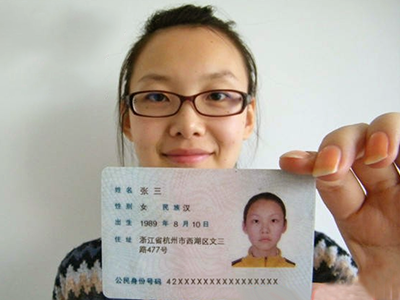 姓名 张三
性别 女 民族 汉
出生 1989 年 8 月 10 日
住址 浙江省杭州市西湖区文三
路477号
公民身份号码 42XXXXXXXXXXXXXXXX